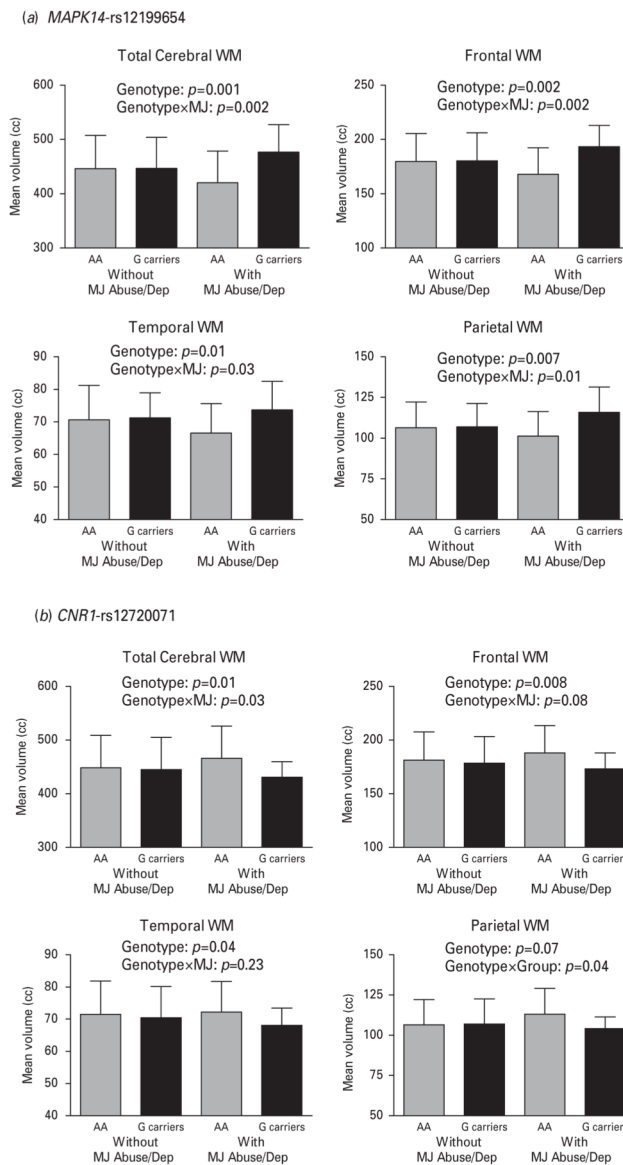 (a) MAPK14-rs12199654
Total Cerebral WM
Genotype: p=0.001
Genotype×MJ: p=0.002
Mean volume (cc)
600
500
400
300
AA G carriers AA G carriers
Without With
MJ Abuse/Dep MJ Abuse/Dep
Frontal WM
Genotype: p=0.002
Genotype×MJ: p=0.002
Mean volume (cc)
250
200
150
100
AA G carriers AA G carriers
Without With
MJ Abuse/Dep MJ Abuse/Dep
Temporal WM
Genotype: p=0.01
Genotype×MJ: p=0.03
Mean volume (cc)
90
80
70
60
50
40
AA G carriers AA G carriers
Without With
MJ Abuse/Dep MJ Abuse/Dep
Parietal WM
Genotype: p=0.007
Genotype×MJ: p=0.01
Mean volume (cc)
150
125
100
75
50
AA G carriers AA G carriers
Without With
MJ Abuse/Dep MJ Abuse/Dep
(b) CNR1-rs12720071
Total Cerebral WM
Genotype: p=0.01
Genotype×MJ: p=0.03
Mean volume (cc)
600
500
400
300
AA G carriers AA G carriers
Without With
MJ Abuse/Dep MJ Abuse/Dep
Frontal WM
Genotype: p=0.008
Genotype×MJ: p=0.08
Mean volume (cc)
250
200
150
100
AA G carriers AA G carrier
Without With
MJ Abuse/Dep MJ Abuse/Dep
Temporal WM
Genotype: p=0.04
Genotype×MJ: p=0.23
Mean volume (cc)
90
80
70
60
50
40
AA G carriers AA G carriers
Without With
MJ Abuse/Dep MJ Abuse/Dep
Parietal WM
Genotype: p=0.07
Genotype×Group: p=0.04
Mean volume (cc)
150
125
100
75
50
AA G carriers AA G carriers
Without With
MJ Abuse/Dep MJ Abuse/Dep